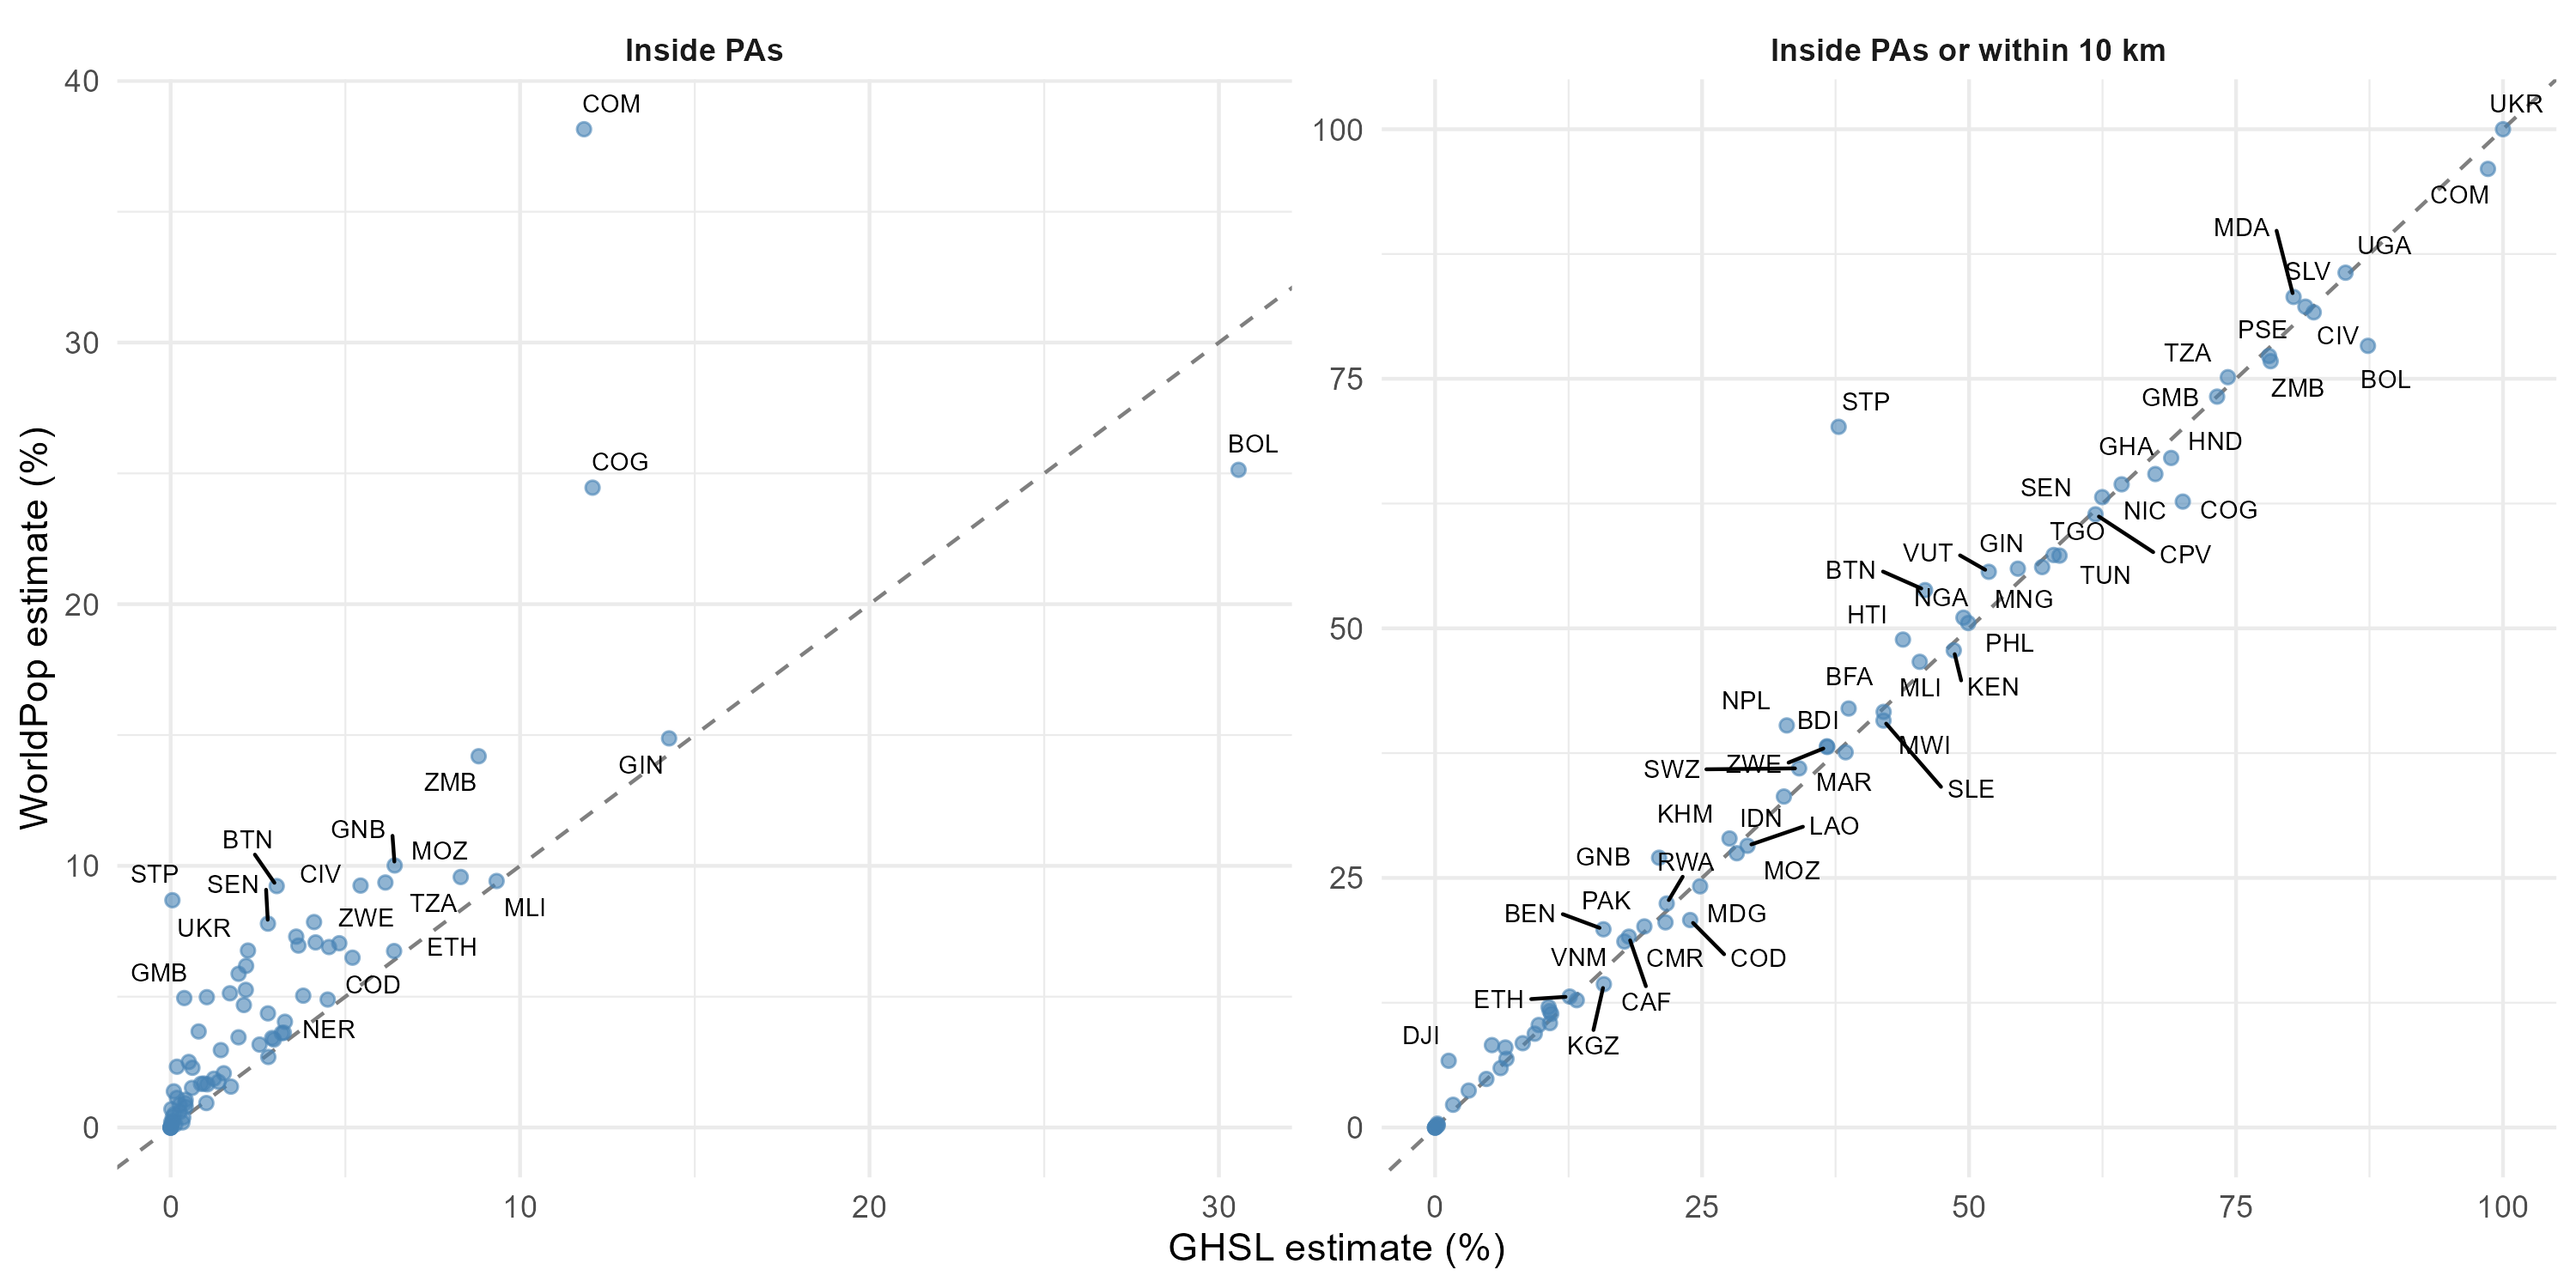 Inside PAs
Inside PAs or within 10 km
WorldPop estimate (%)
40
30
20
10
0
COM
COG
BOL
GIN
ZMB
GNB
BTN
MOZ
STP
SEN
CIV
TZA
MLI
UKR
ZWE
ETH
GMB
COD
NER
0
10
20
30
100
75
50
25
0
UKR
COM
MDA
UGA
SLV
PSE
CIV
TZA
BOL
ZMB
GMB
STP
HND
GHA
SEN
NIC
COG
TGO
CPV
VUT
GIN
BTN
TUN
NGA
MNG
HTI
PHL
BFA
MLI
KEN
NPL
BDI
MWI
SWZ
ZWE
MAR
SLE
KHM
IDN
LAO
GNB
RWA
MOZ
PAK
BEN
MDG
VNM
CMR
COD
ETH
CAF
DJI
KGZ
0
25
50
75
100
GHSL estimate (%)